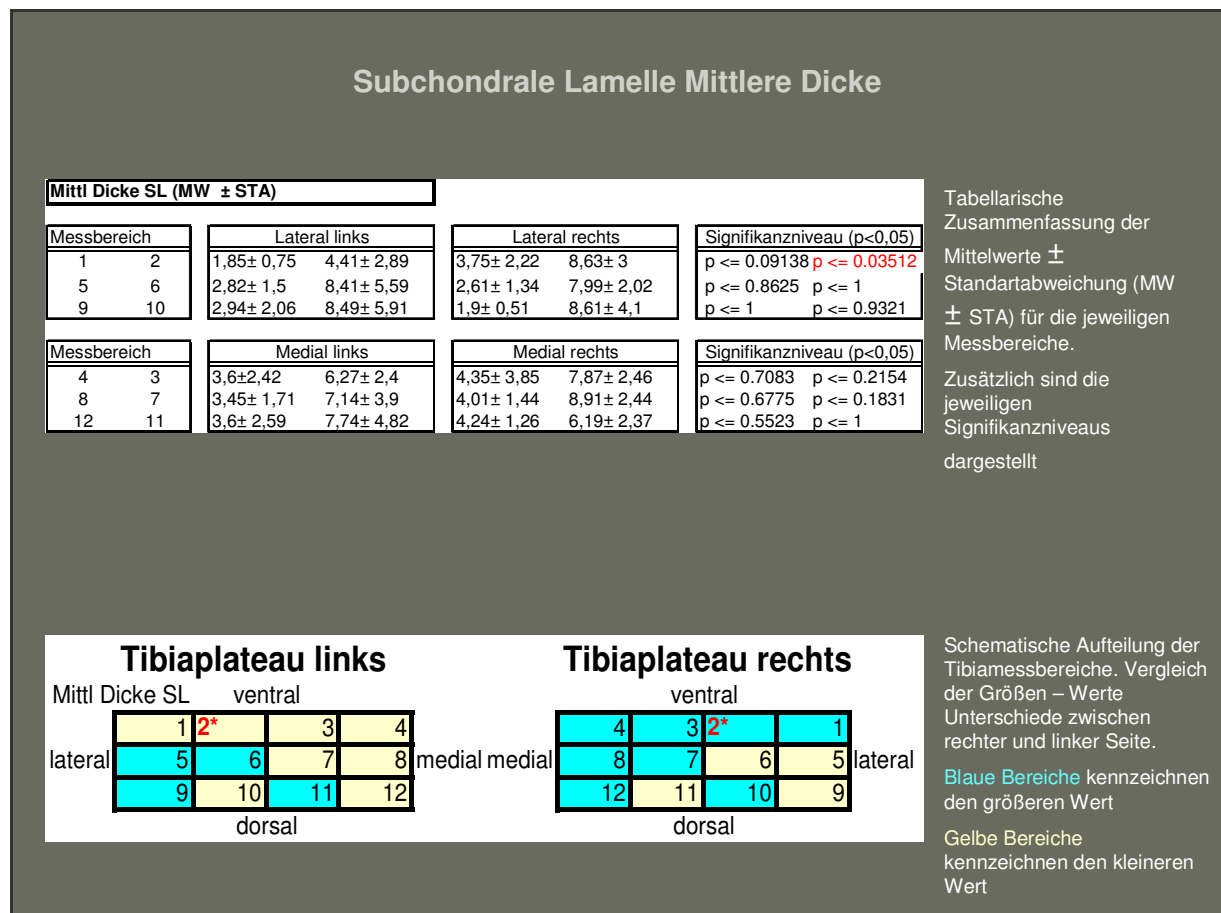 Subchondrale Lamelle Mittlere Dicke
Mittl Dicke SL (MW ± STA)
Messbereich Lateral links Lateral rechts Signifikanzniveau (p<0,05)
1 2 1,85± 0,75 4,41± 2,89 3,75± 2,22 8,63± 3 p <= 0.09138 p <= 0.03512
5 6 2,82± 1,5 8,41± 5,59 2,61± 1,34 7,99± 2,02 p <= 0.8625 p <= 1
9 10 2,94± 2,06 8,49± 5,91 1,9± 0,51 8,61± 4,1 p <= 1 p <= 0.9321
Messbereich Medial links Medial rechts Signifikanzniveau (p<0,05)
4 3 3,6±2,42 6,27± 2,4 4,35± 3,85 7,87± 2,46 p <= 0.7083 p <= 0.2154
8 7 3,45± 1,71 7,14± 3,9 4,01± 1,44 8,91± 2,44 p <= 0.6775 p <= 0.1831
12 11 3,6± 2,59 7,74± 4,82 4,24± 1,26 6,19± 2,37 p <= 0.5523 p <= 1
Tabellarische
Zusammenfassung der
Mittelwerte ±
Standartabweichung (MW
± STA) für die jeweiligen
Messbereiche.
Zusätzlich sind die
jeweiligen
Signifikanzniveaus
dargestellt
Tibiaplateau links Tibiaplateau rechts
Mittl Dicke SL ventral ventral
1 2* 3 4 4 3 2* 1
lateral 5 6 7 8 medial medial 8 7 6 5 lateral
9 10 11 12 12 11 10 9
dorsal dorsal
Schematische Aufteilung der
Tibiamessbereiche. Vergleich
der Größen – Werte
Unterschiede zwischen
rechter und linker Seite.
Blaue Bereiche kennzeichnen
den größeren Wert
Gelbe Bereiche
kennzeichnen den kleineren
Wert